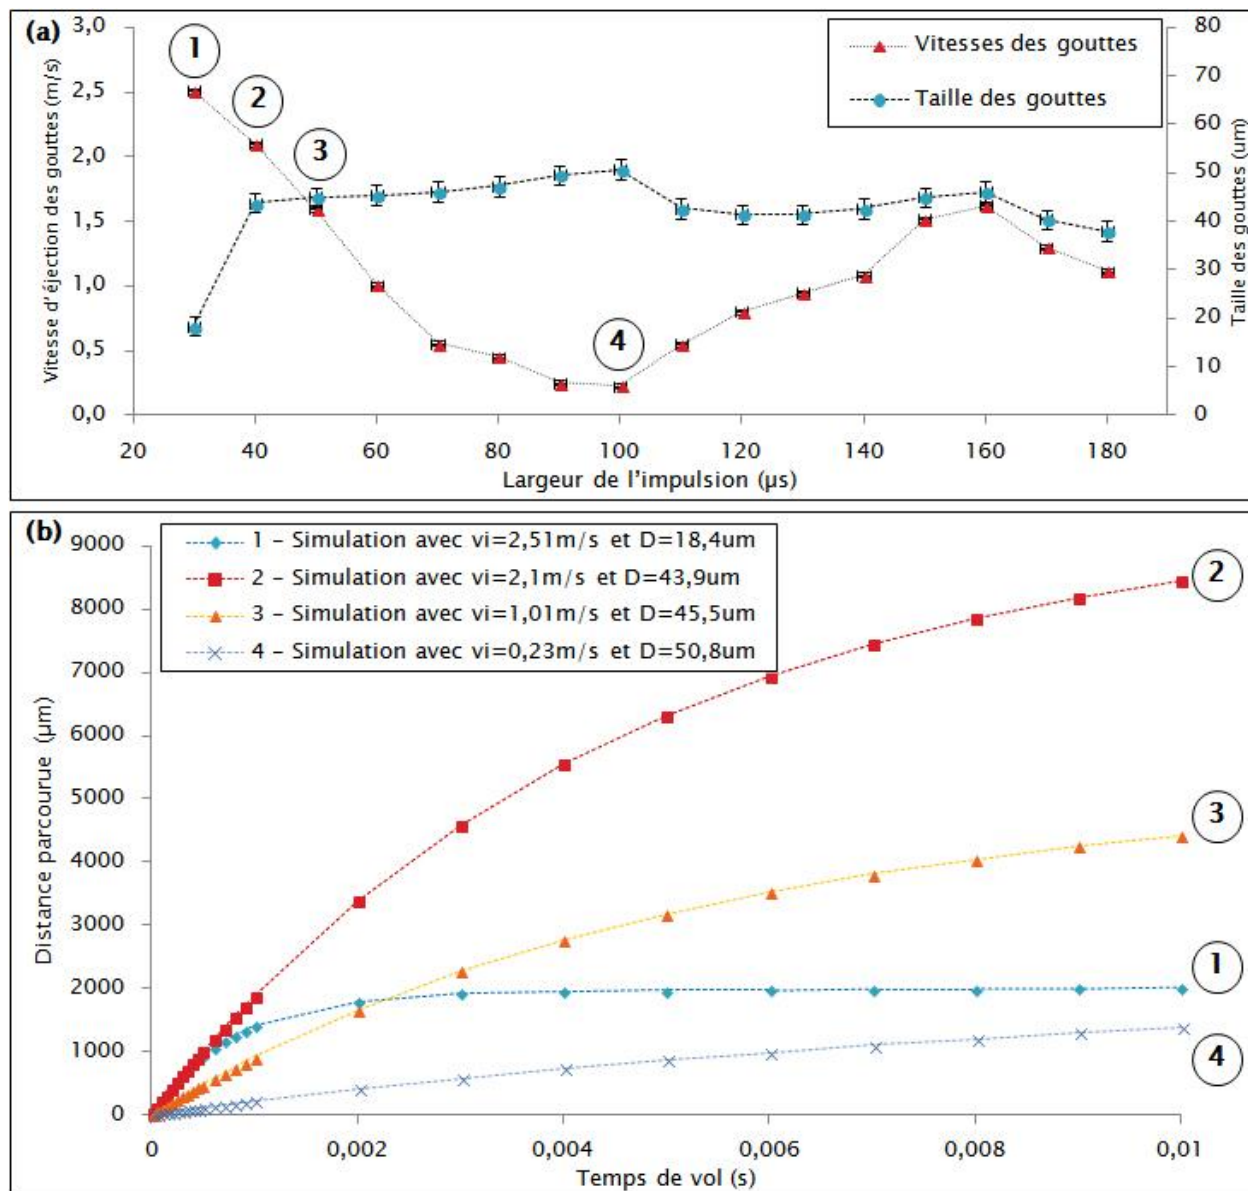 (a)
3,0
2,5
2,0
1,5
1,0
0,5
0,0
Vitesse d'éjection des gouttes (m/s)
1
2
3
4
Vitesses des gouttes
Taille des gouttes
80
70
60
50
40
30
20
10
0
Taille des gouttes (um)
20 40 60 80 100 120 140 160 180
Largeur de l'impulsion (µs)
(b)
9000
8000
7000
6000
5000
4000
3000
2000
1000
0
Distance parcourue (µm)
1 – Simulation avec vi=2,51m/s et D=18,4um
2 – Simulation avec vi=2,1m/s et D=43,9um
3 – Simulation avec vi=1,01m/s et D=45,5um
4 – Simulation avec vi=0,23m/s et D=50,8um
2
3
1
4
0 0,002 0,004 0,006 0,008 0,01
Temps de vol (s)